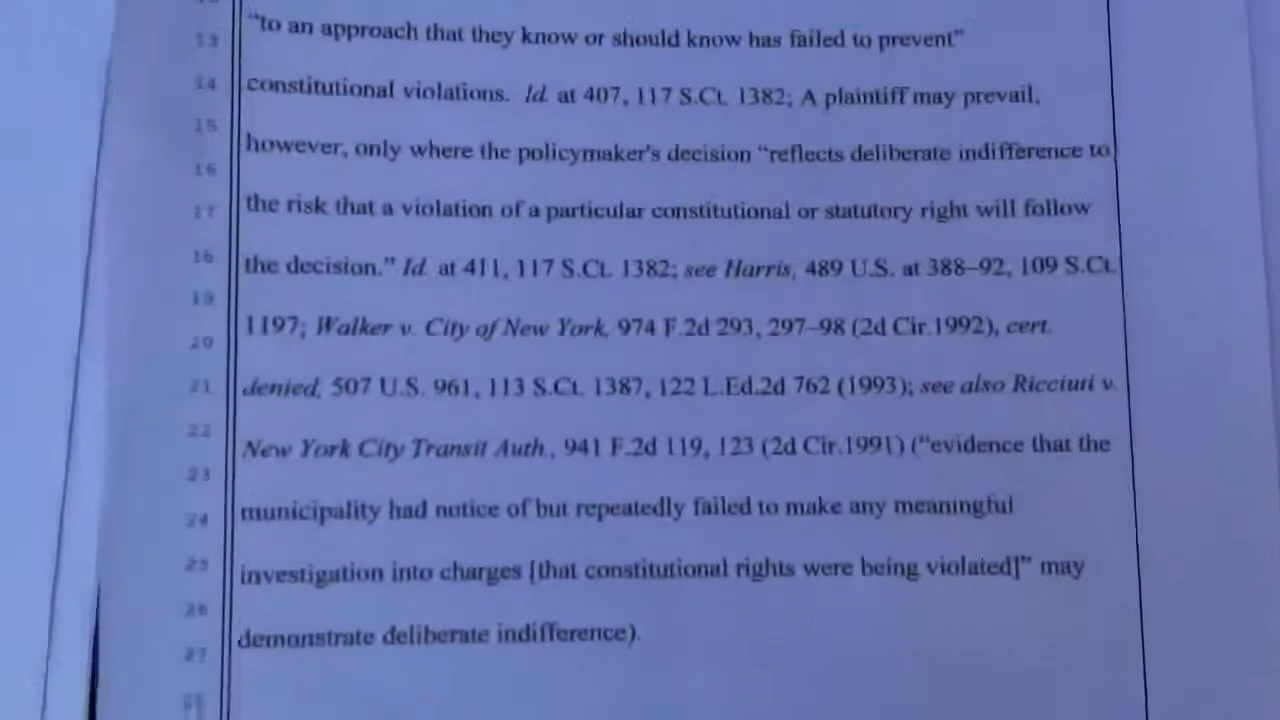 13 "to an approach that they know or should know has failed to prevent"
14 constitutional violations. Id. at 407, 117 S.Ct. 1382; A plaintiff may prevail,
15
however, only where the policymaker's decision “reflects deliberate indifference to
16
17 the risk that a violation of a particular constitutional or statutory right will follow
18 the decision.” Id. at 411, 117 S.Ct. 1382; see Harris, 489 U.S. at 388–92, 109 S.Ct.
19
1197; Walker v. City of New York, 974 F.2d 293, 297–98 (2d Cir.1992), cert.
20
21 denied, 507 U.S. 961, 113 S.Ct. 1387, 122 L.Ed.2d 762 (1993); see also Ricciuti v.
22
New York City Transit Auth., 941 F.2d 119, 123 (2d Cir.1991) (“evidence that the
23
24 municipality had notice of but repeatedly failed to make any meaningful
25 investigation into charges [that constitutional rights were being violated]” may
26
demonstrate deliberate indifference).
27